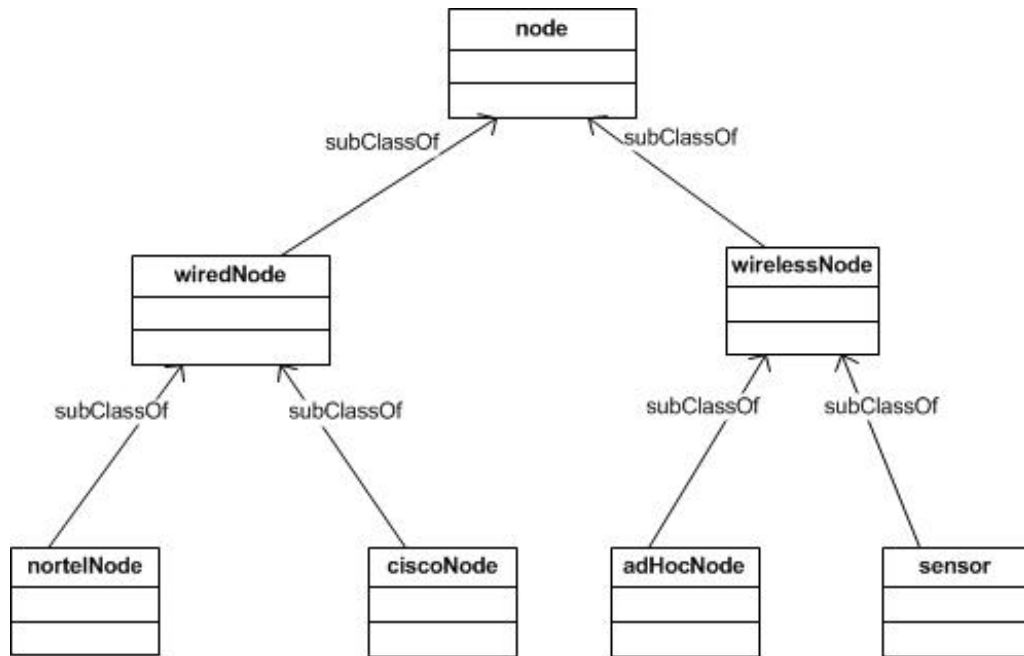 node
subClassOf
subClassOf
wiredNode
wirelessNode
subClassOf
subClassOf
subClassOf
subClassOf
nortelNode
ciscoNode
adHocNode
sensor